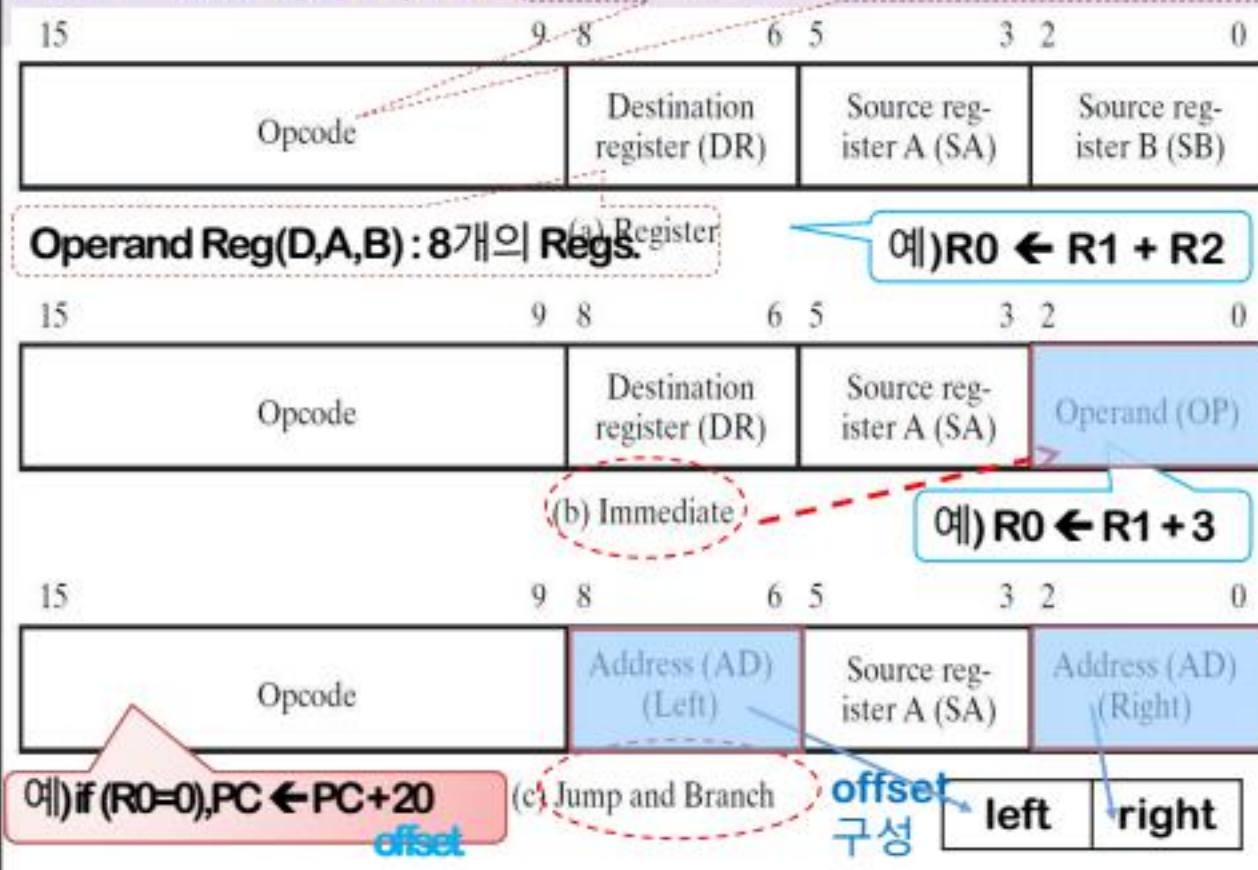 15 9 8 6 5 3 2 0
Opcode
Destination
register (DR)
Source reg-
ister A (SA)
Source reg-
ister B (SB)
(a) Register
Operand Reg(D,A,B) : 8개의 Regs.
예)R0 ← R1 + R2
15 9 8 6 5 3 2 0
Opcode
Destination
register (DR)
Source reg-
ister A (SA)
Operand (OP)
(b) Immediate
예) R0 ← R1 + 3
15 9 8 6 5 3 2 0
Opcode
Address (AD)
(Left)
Source reg-
ister A (SA)
Address (AD)
(Right)
예)if (R0=0),PC ← PC+20
offset
(c) Jump and Branch
offset
구성
left
right